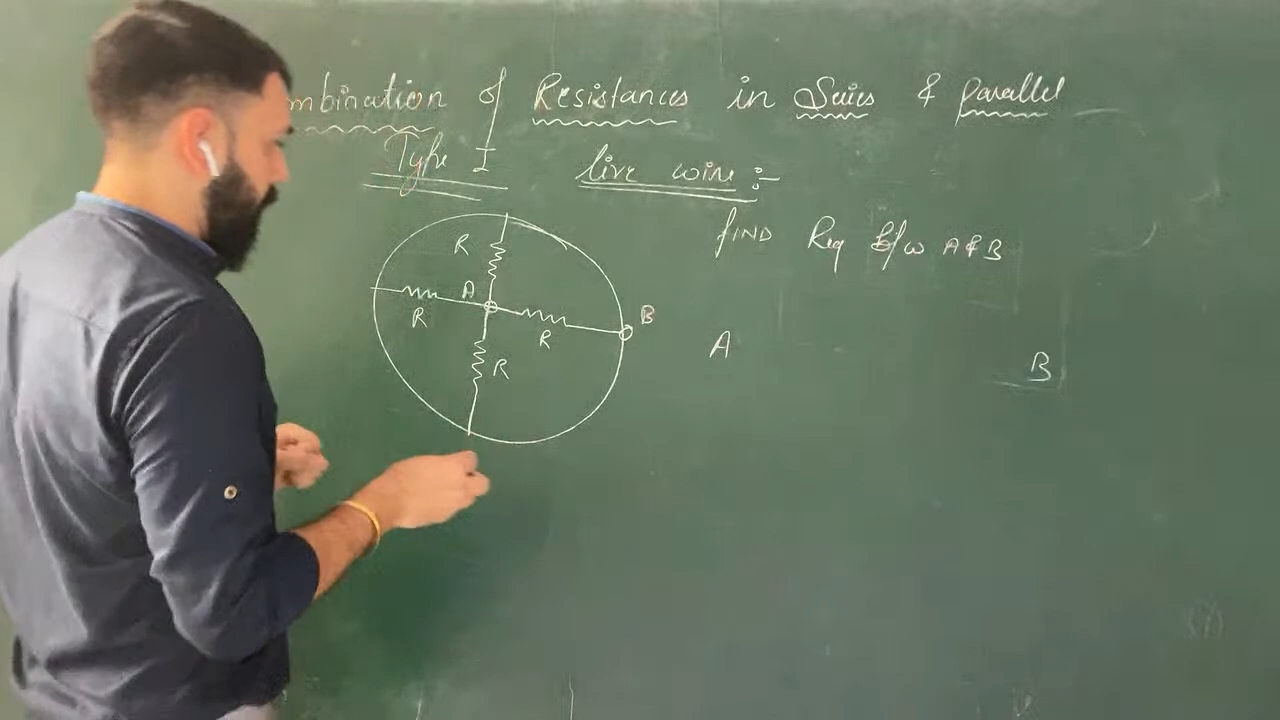 mbination of Resistances in Series & parallel
Type I live wire :-
FIND Req B/w A & B
R
A
B
R
R
R
A
B